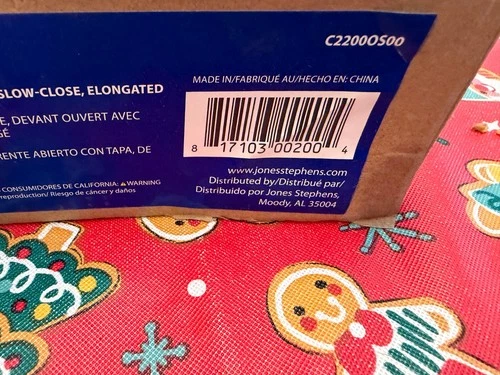 C2200OS00
MADE IN/FABRIQUÉ AU/HECHO EN: CHINA
SLOW-CLOSE, ELONGATED
E, DEVANT OUVERT AVEC
GÉ
RENTE ABIERTO CON TAPA, DE
CONSUMIDORES DE CALIFORNIA: ⚠WARNING
reproduction/ Riesgo de cáncer y daños
8 17103 00200 4
www.jonesstephens.com
Distributed by/Distribué par/
Distribuido por Jones Stephens,
Moody, AL 35004